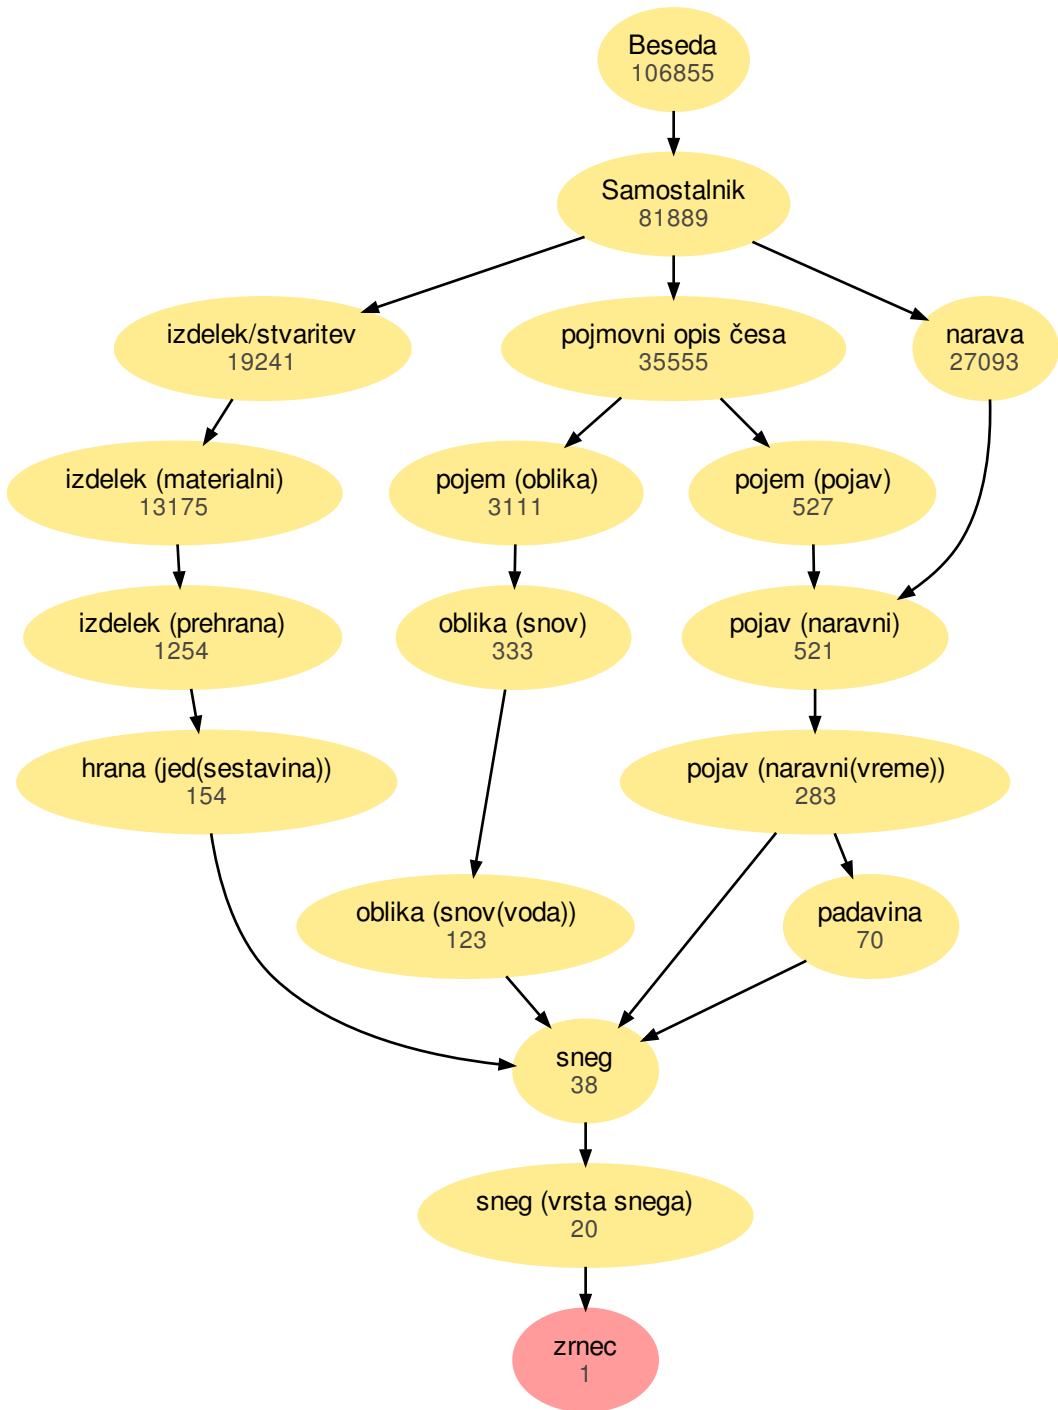 Beseda
106855
Samostalnik
81889
izdelek/stvaritev
19241
pojmovni opis česa
35555
narava
27093
izdelek (materialni)
13175
pojem (oblika)
3111
pojem (pojav)
527
izdelek (prehrana)
1254
oblika (snov)
333
pojav (naravni)
521
hrana (jed(sestavina))
154
pojav (naravni(vreme))
283
oblika (snov(voda))
123
padavina
70
sneg
38
sneg (vrsta snega)
20
zrnec
1